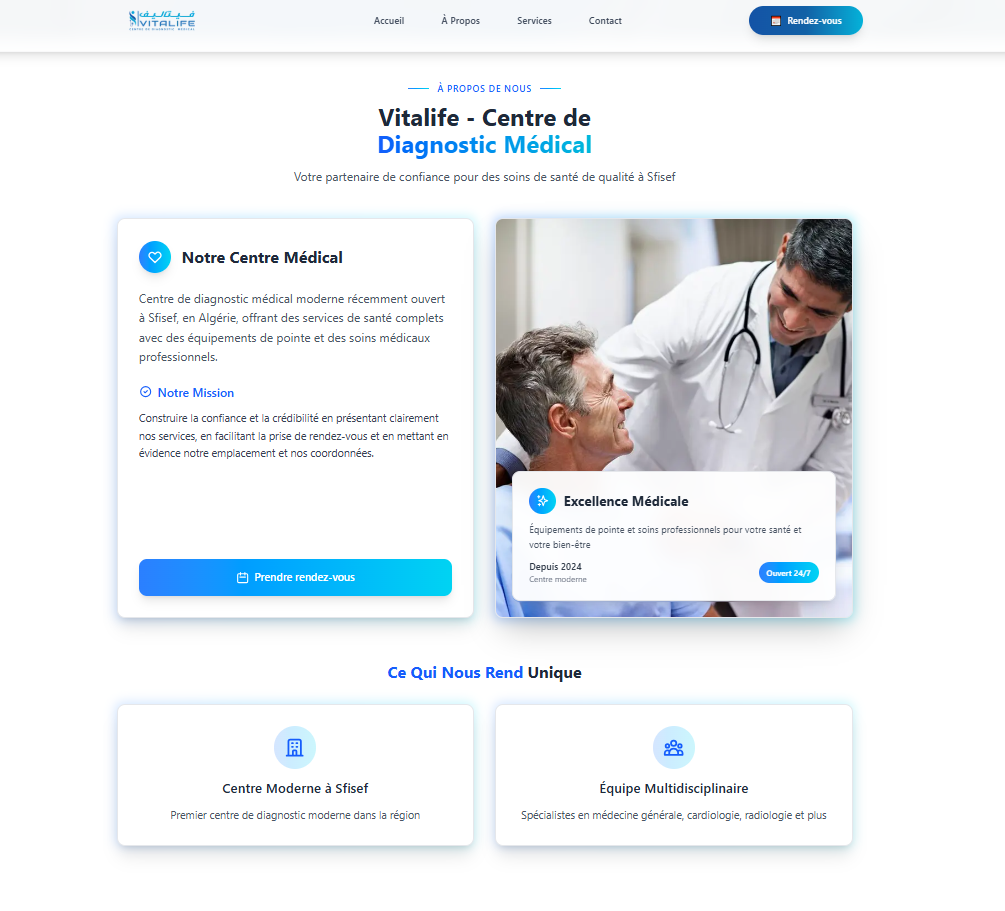 فيتاليف
VITALIFE
CENTRE DE DIAGNOSTIC MEDICAL
Accueil
À Propos
Services
Contact
Rendez-vous
À PROPOS DE NOUS
Vitalife - Centre de
Diagnostic Médical
Votre partenaire de confiance pour des soins de santé de qualité à Sfisef
Notre Centre Médical
Centre de diagnostic médical moderne récemment ouvert
à Sfisef, en Algérie, offrant des services de santé complets
avec des équipements de pointe et des soins médicaux
professionnels.
Notre Mission
Construire la confiance et la crédibilité en présentant clairement
nos services, en facilitant la prise de rendez-vous et en mettant en
évidence notre emplacement et nos coordonnées.
Prendre rendez-vous
Excellence Médicale
Équipements de pointe et soins professionnels pour votre santé et
votre bien-être
Depuis 2024
Centre moderne
Ouvert 24/7
Ce Qui Nous Rend Unique
Centre Moderne à Sfisef
Premier centre de diagnostic moderne dans la région
Équipe Multidisciplinaire
Spécialistes en médecine générale, cardiologie, radiologie et plus